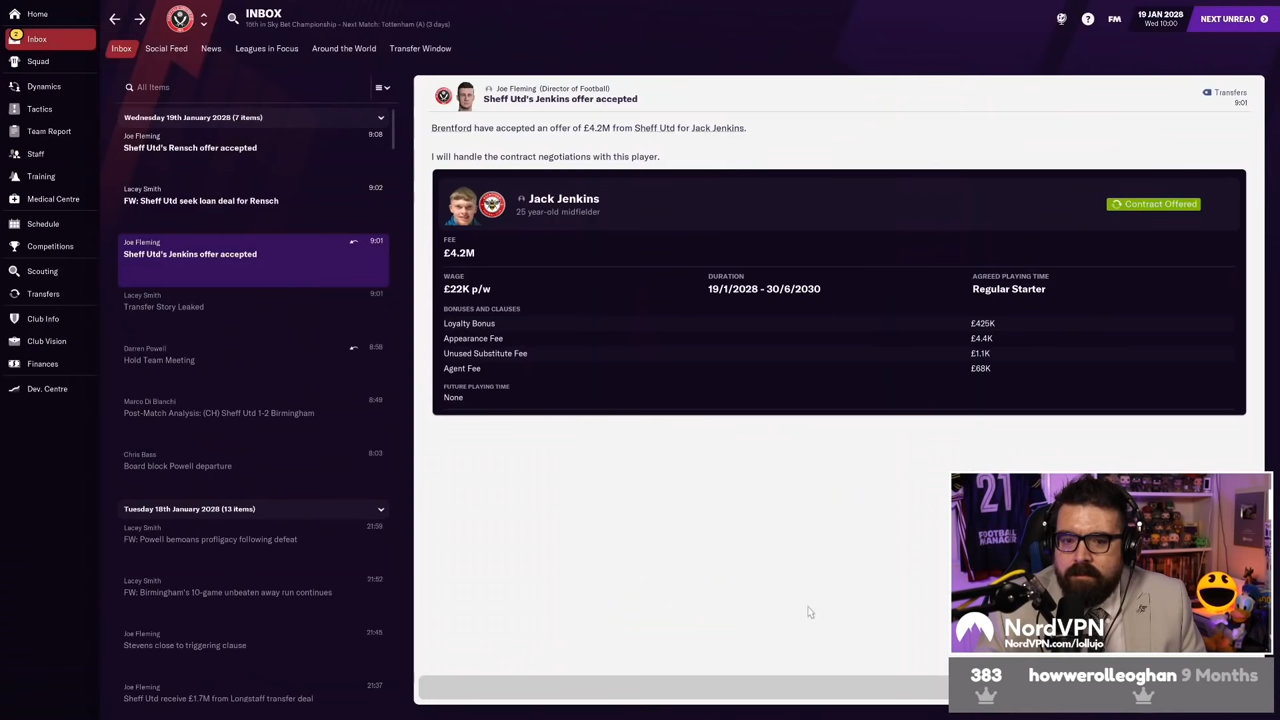 Home
2
Inbox
Squad
Dynamics
Tactics
Team Report
Staff
Training
Medical Centre
Schedule
Competitions
Scouting
Transfers
Club Info
Club Vision
Finances
Dev. Centre
INBOX
15th in Sky Bet Championship - Next Match: Tottenham (A) (3 days)
FM
19 JAN 2028
Wed 10:00
NEXT UNREAD
Inbox
Social Feed
News
Leagues in Focus
Around the World
Transfer Window
All Items
Wednesday 19th January 2028 (7 items)
Joe Fleming 9:08
Sheff Utd's Rensch offer accepted
Lacey Smith 9:02
FW: Sheff Utd seek loan deal for Rensch
Joe Fleming 9:01
Sheff Utd's Jenkins offer accepted
Lacey Smith 9:01
Transfer Story Leaked
Darren Powell 8:58
Hold Team Meeting
Marco Di Bianchi 8:49
Post-Match Analysis: (CH) Sheff Utd 1-2 Birmingham
Chris Bass 8:03
Board block Powell departure
Tuesday 18th January 2028 (13 items)
Lacey Smith 21:59
FW: Powell bemoans profligacy following defeat
Lacey Smith 21:52
FW: Birmingham's 10-game unbeaten away run continues
Joe Fleming 21:45
Stevens close to triggering clause
Joe Fleming 21:37
Sheff Utd receive £1.7M from Longstaff transfer deal
Joe Fleming (Director of Football)
Sheff Utd's Jenkins offer accepted
Transfers
9:01
Brentford have accepted an offer of £4.2M from Sheff Utd for Jack Jenkins.
I will handle the contract negotiations with this player.
Jack Jenkins
25 year-old midfielder
Contract Offered
FEE
£4.2M
WAGE DURATION AGREED PLAYING TIME
£22K p/w 19/1/2028 - 30/6/2030 Regular Starter
BONUSES AND CLAUSES
Loyalty Bonus £425K
Appearance Fee £4.4K
Unused Substitute Fee £1.1K
Agent Fee £68K
FUTURE PLAYING TIME
None
21
FOOTBALL
MANAGER
NordVPN
NordVPN.com/lollujo
383 howwerolleoghan 9 Months